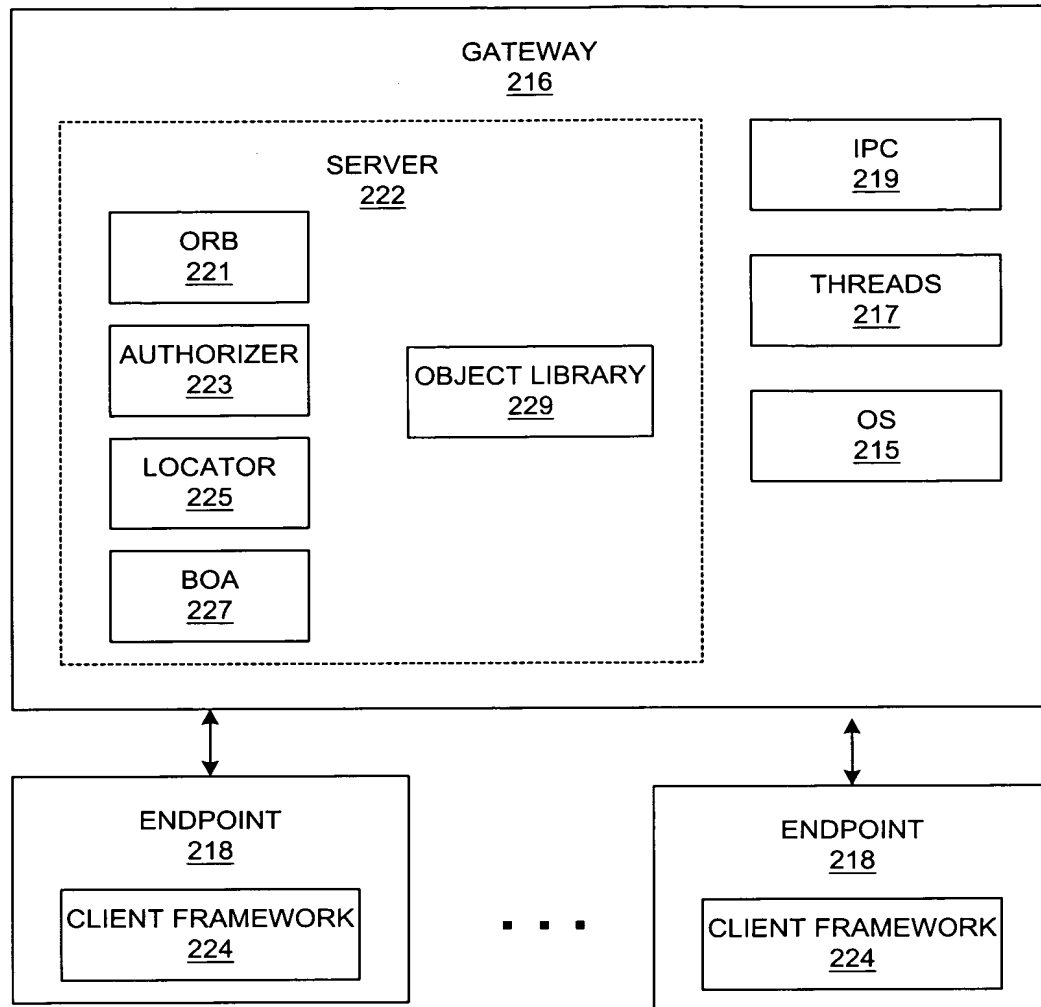 GATEWAY
216
SERVER
222
ORB
221
AUTHORIZER
223
LOCATOR
225
BOA
227
OBJECT LIBRARY
229
IPC
219
THREADS
217
OS
215
ENDPOINT
218
CLIENT FRAMEWORK
224
ENDPOINT
218
CLIENT FRAMEWORK
224